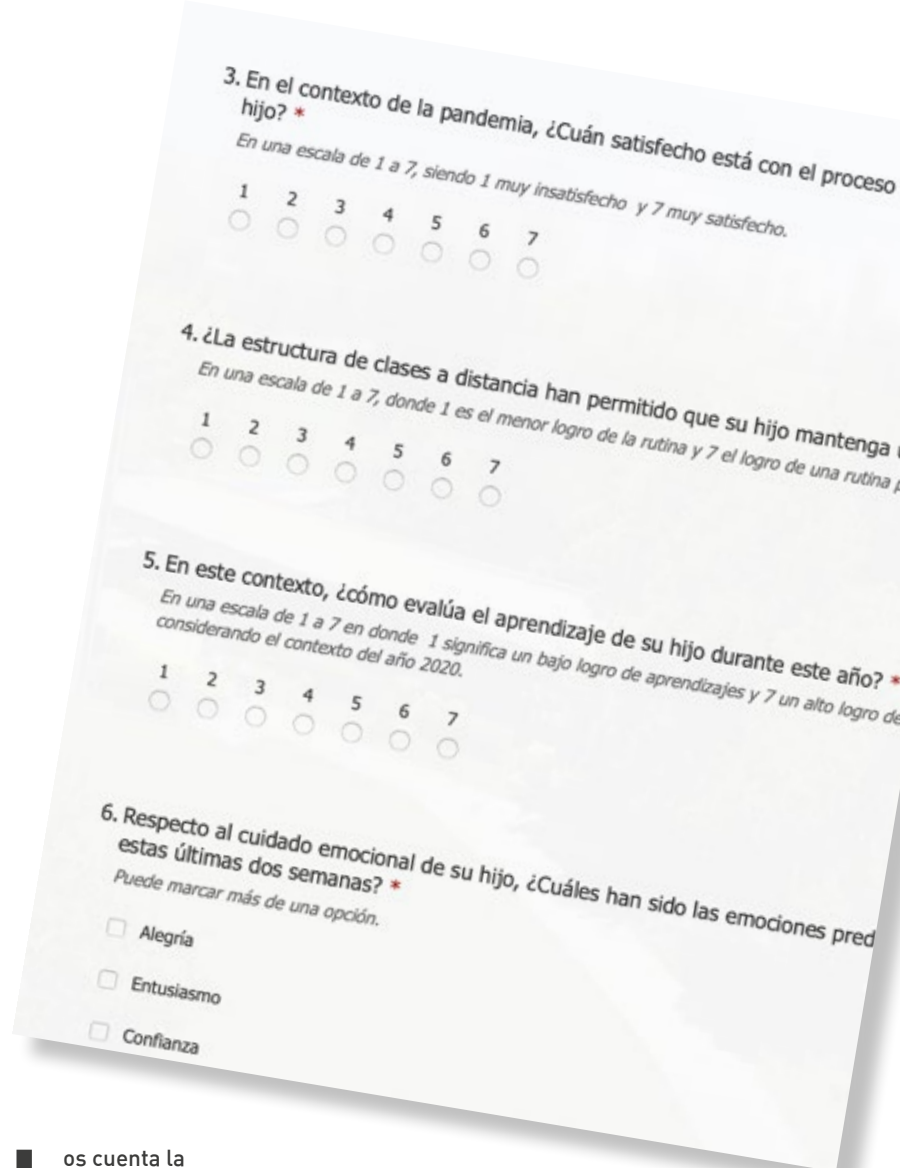 3. En el contexto de la pandemia, ¿Cuán satisfecho está con el proceso
hijo? *
En una escala de 1 a 7, siendo 1 muy insatisfecho y 7 muy satisfecho.
1 2 3 4 5 6 7
4. ¿La estructura de clases a distancia han permitido que su hijo mantenga
En una escala de 1 a 7, donde 1 es el menor logro de la rutina y 7 el logro de una rutina
1 2 3 4 5 6 7
5. En este contexto, ¿cómo evalúa el aprendizaje de su hijo durante este año? *
En una escala de 1 a 7 en donde 1 significa un bajo logro de aprendizajes y 7 un alto logro de
considerando el contexto del año 2020.
1 2 3 4 5 6 7
6. Respecto al cuidado emocional de su hijo, ¿Cuáles han sido las emociones pred
estas últimas dos semanas? *
Puede marcar más de una opción.
Alegría
Entusiasmo
Confianza
os cuenta la